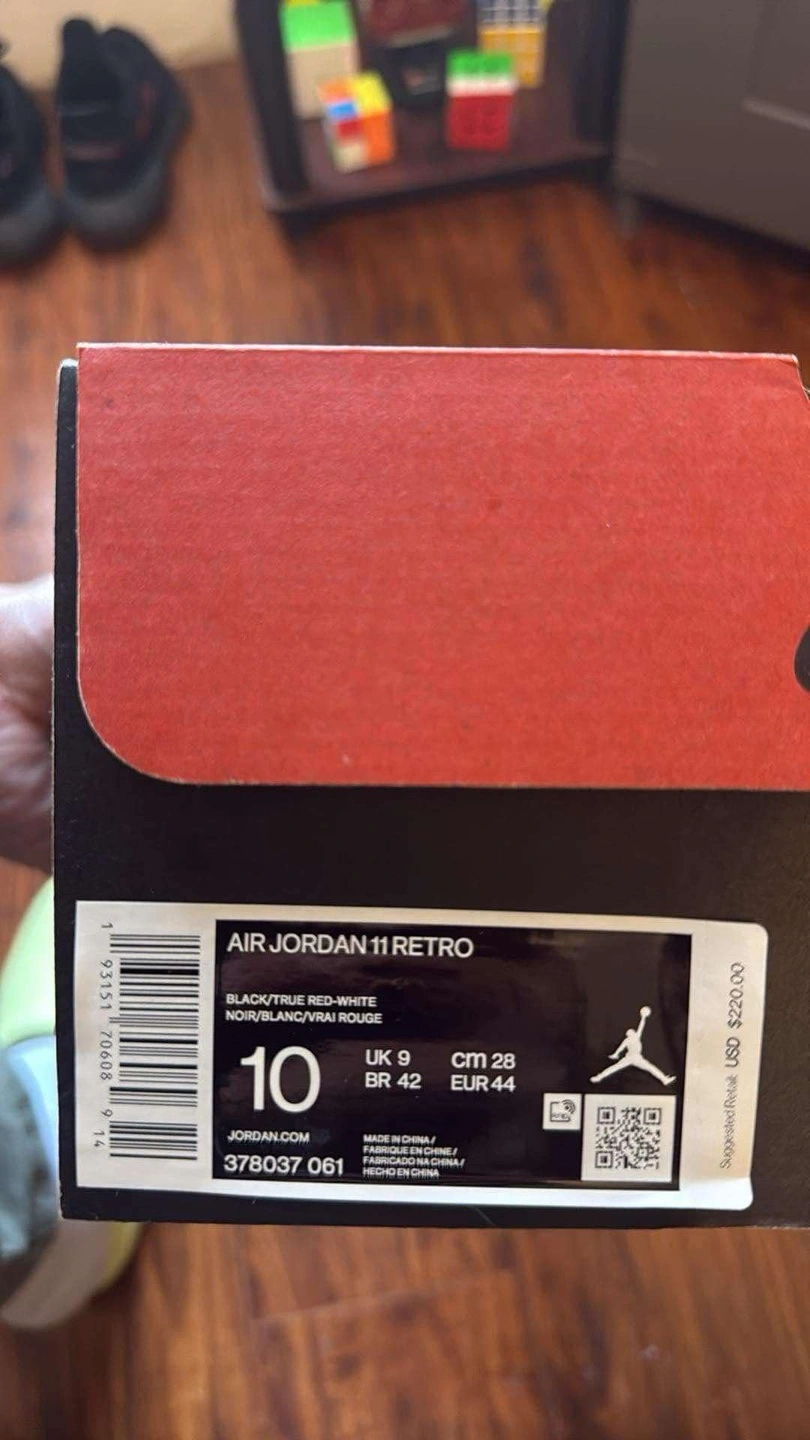 AIR JORDAN 11 RETRO
BLACK/TRUE RED-WHITE
NOIR/BLANC/VRAI ROUGE
10
UK 9
cm 28
BR 42
EUR 44
JORDAN.COM
378037 061
MADE IN CHINA /
FABRIQUE EN CHINE /
FABRICADO NA CHINA /
HECHO EN CHINA
1 93151 70608 9 14
Suggested Retail: USD $220.00